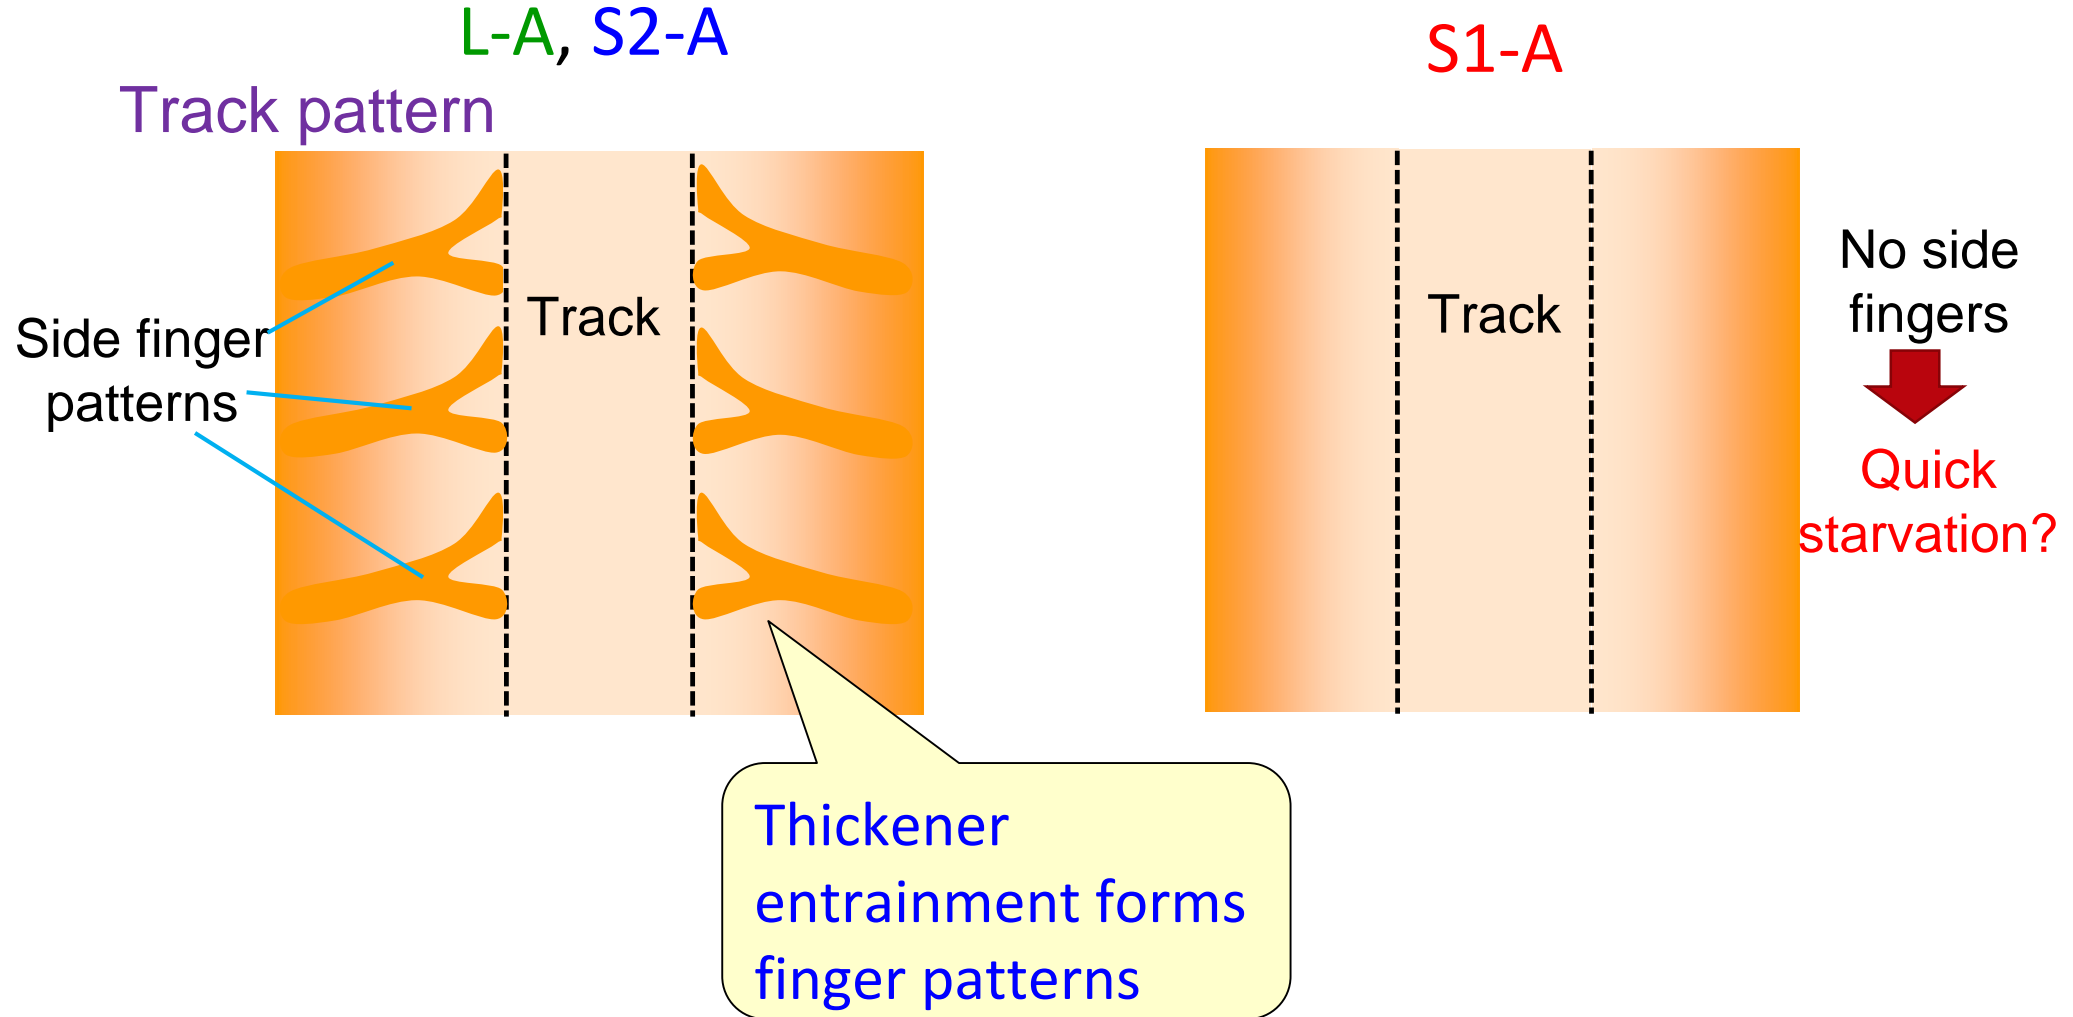 L-A, S2-A
S1-A
Track pattern
Side finger
patterns
Track
Track
No side
fingers
Quick
starvation?
Thickener
entrainment forms
finger patterns